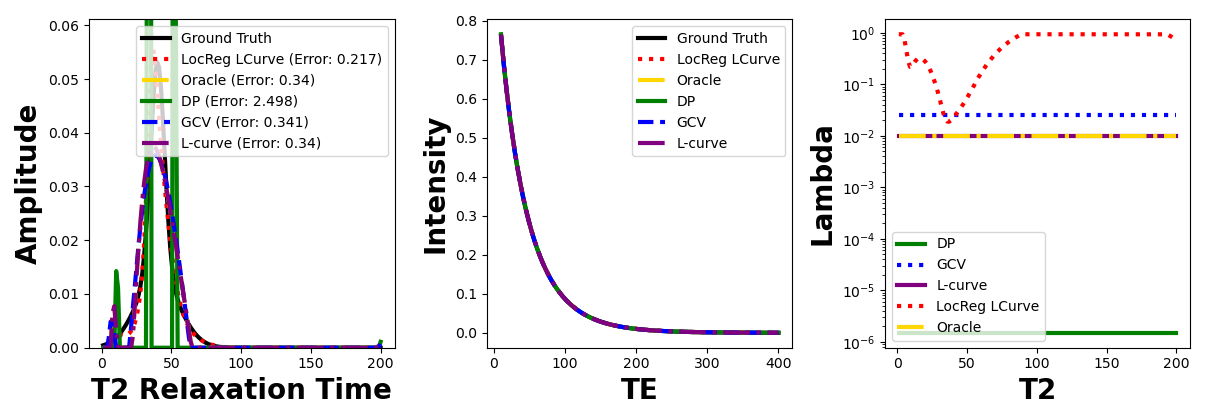 Amplitude
0.06
0.05
0.04
0.03
0.02
0.01
0.00
Ground Truth
LocReg LCurve (Error: 0.217)
Oracle (Error: 0.34)
DP (Error: 2.498)
GCV (Error: 0.341)
L-curve (Error: 0.34)
0 50 100 150 200
T2 Relaxation Time
Intensity
0.8
0.7
0.6
0.5
0.4
0.3
0.2
0.1
0.0
Ground Truth
LocReg LCurve
Oracle
DP
GCV
L-curve
0 100 200 300 400
TE
Lambda
10⁰
10⁻¹
10⁻²
10⁻³
10⁻⁴
10⁻⁵
10⁻⁶
DP
GCV
L-curve
LocReg LCurve
Oracle
0 50 100 150 200
T2